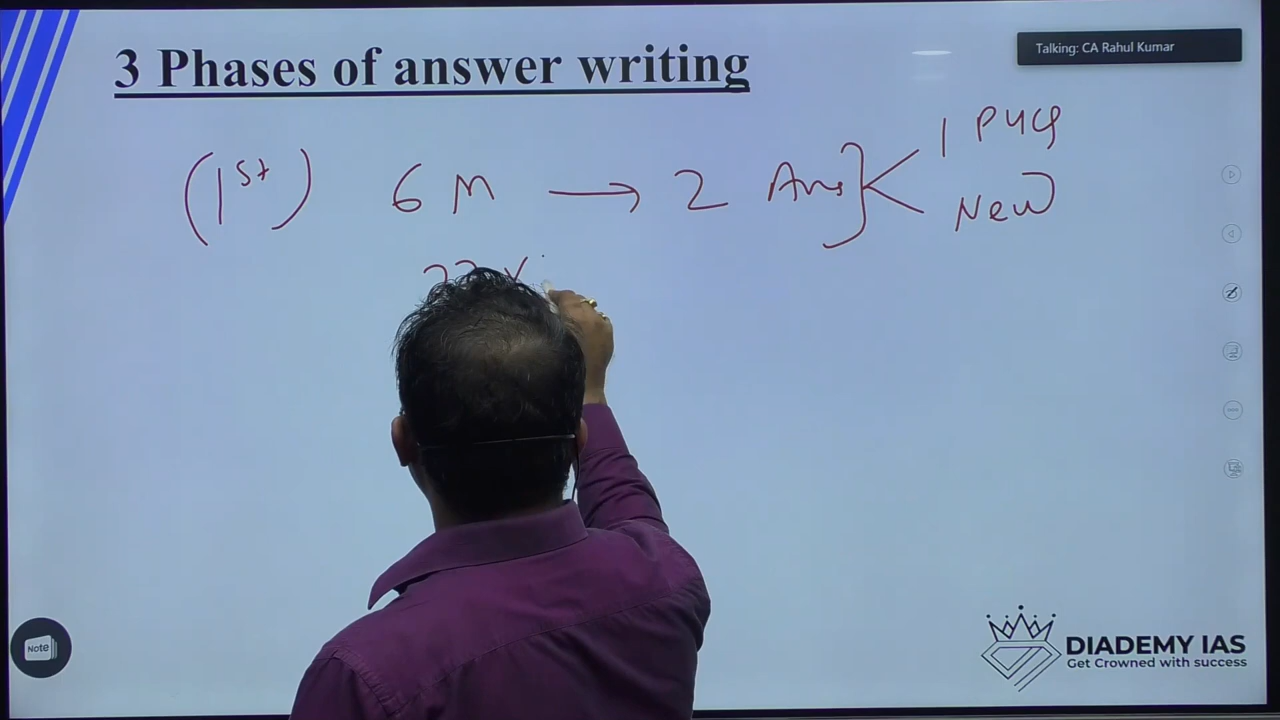 3 Phases of answer writing
Talking: CA Rahul Kumar
(1st) 6 M → 2 Ans } < 1 PYQ
New
Note
DIADEMY IAS
Get Crowned with success